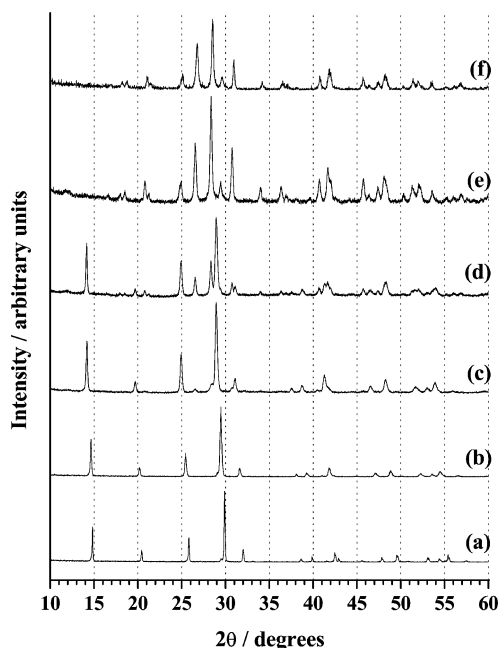 Intensity / arbitrary units
(f)
(e)
(d)
(c)
(b)
(a)
10 15 20 25 30 35 40 45 50 55 60
2θ / degrees